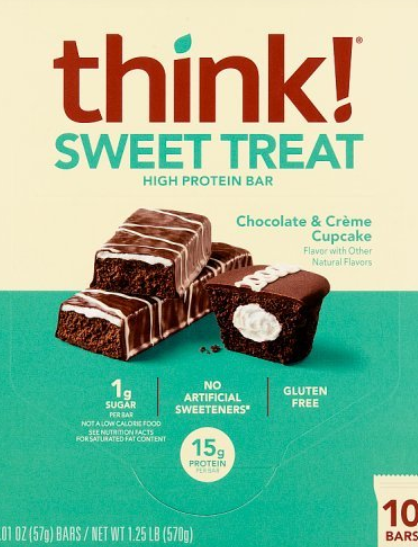 think!®
SWEET TREAT
HIGH PROTEIN BAR
Chocolate & Crème
Cupcake
Flavor with Other
Natural Flavors
1g
SUGAR
PER BAR
NOT A LOW CALORIE FOOD
SEE NUTRITION FACTS
FOR SATURATED FAT CONTENT
NO
ARTIFICIAL
SWEETENERS*
GLUTEN
FREE
15g
PROTEIN
PER BAR
10
BARS
.01 OZ (57g) BARS / NET WT 1.25 LB (570g)